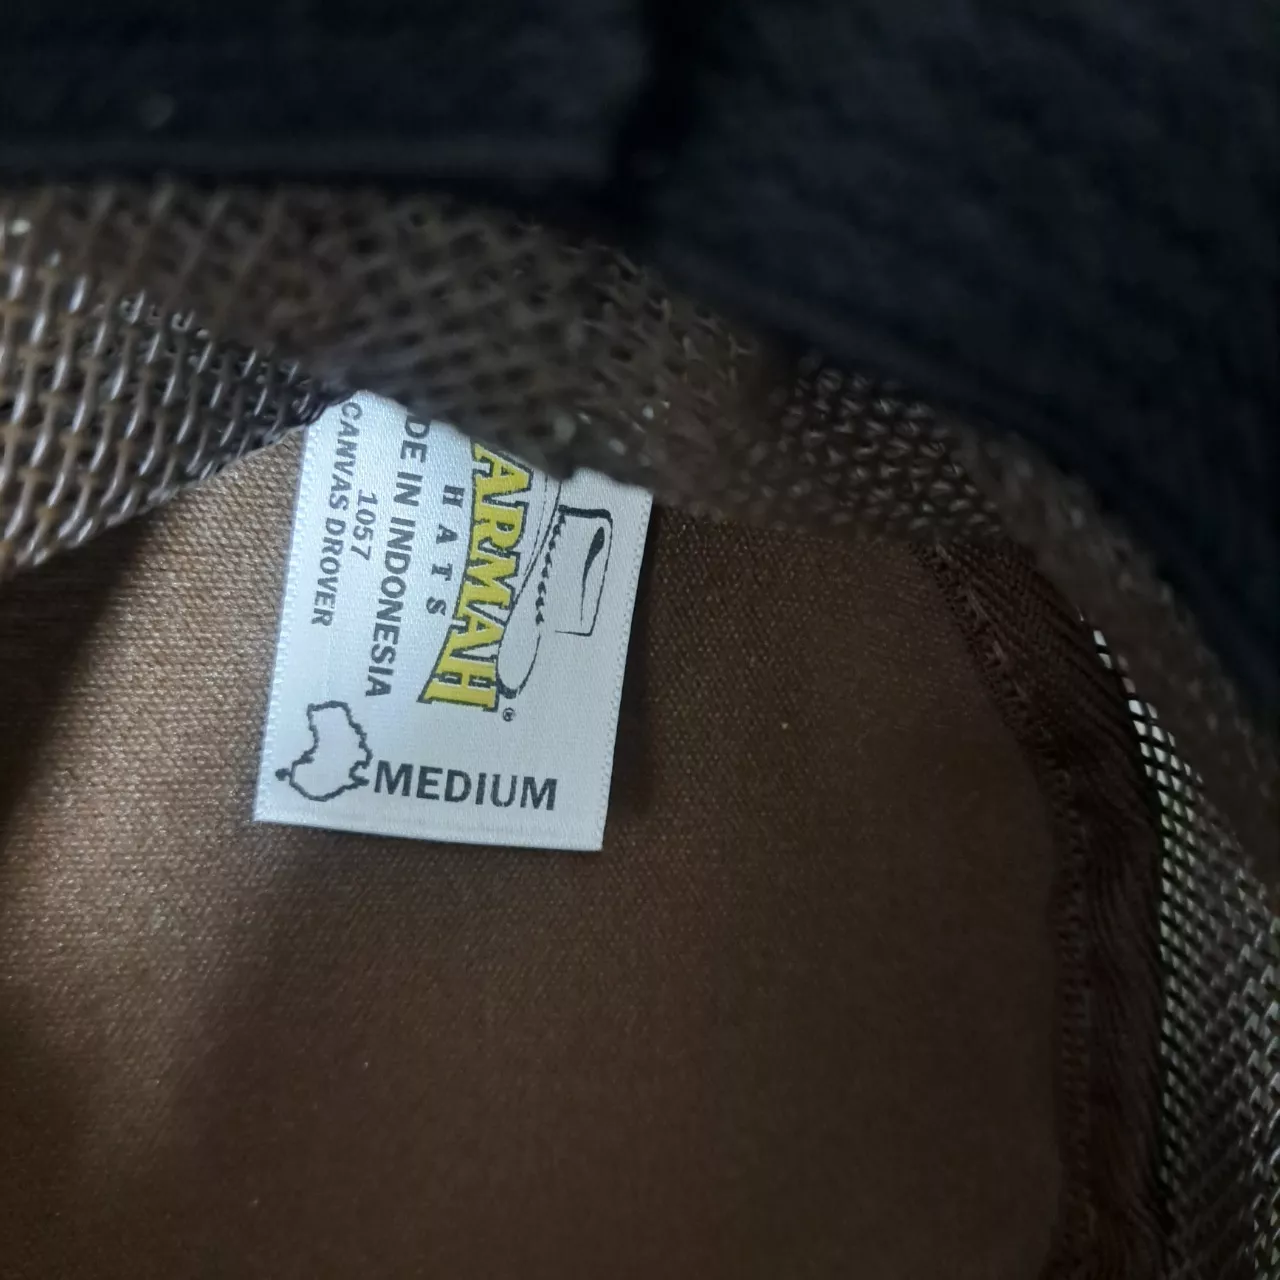 ARMAH®
HATS
DE IN INDONESIA
1057
CANVAS DROVER
MEDIUM